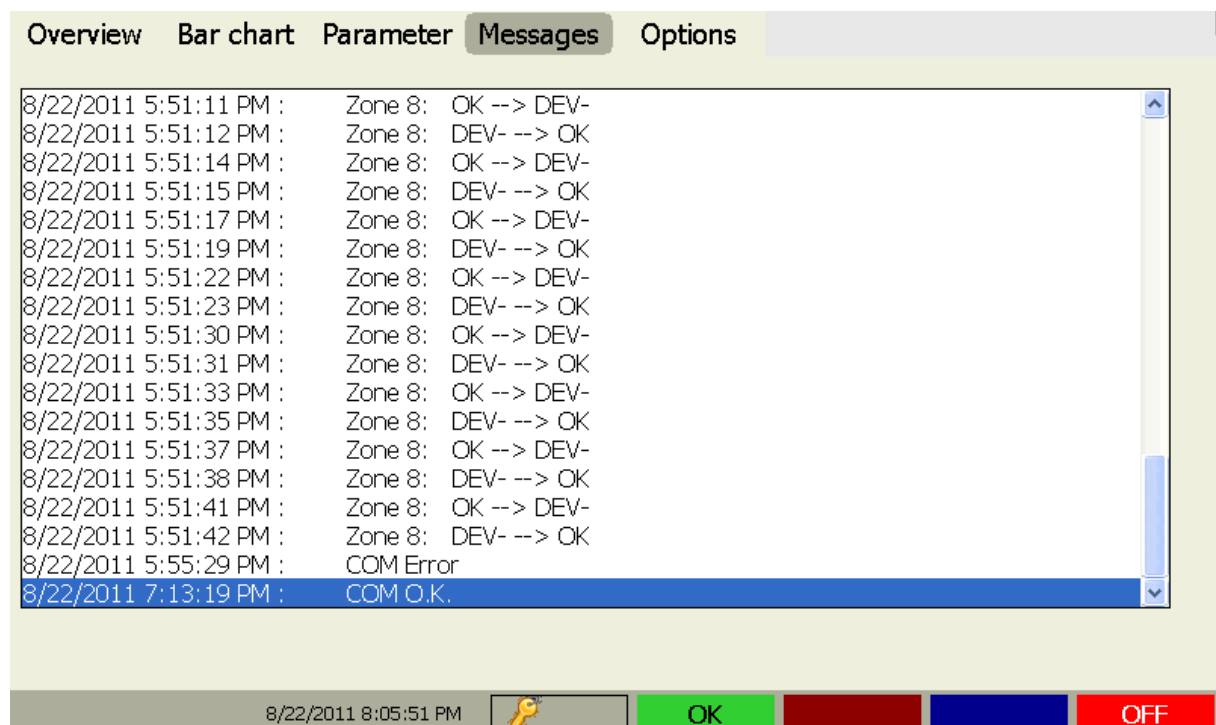 Overview Bar chart Parameter Messages Options
8/22/2011 5:51:11 PM : Zone 8: OK --> DEV-
8/22/2011 5:51:12 PM : Zone 8: DEV- --> OK
8/22/2011 5:51:14 PM : Zone 8: OK --> DEV-
8/22/2011 5:51:15 PM : Zone 8: DEV- --> OK
8/22/2011 5:51:17 PM : Zone 8: OK --> DEV-
8/22/2011 5:51:19 PM : Zone 8: DEV- --> OK
8/22/2011 5:51:22 PM : Zone 8: OK --> DEV-
8/22/2011 5:51:23 PM : Zone 8: DEV- --> OK
8/22/2011 5:51:30 PM : Zone 8: OK --> DEV-
8/22/2011 5:51:31 PM : Zone 8: DEV- --> OK
8/22/2011 5:51:33 PM : Zone 8: OK --> DEV-
8/22/2011 5:51:35 PM : Zone 8: DEV- --> OK
8/22/2011 5:51:37 PM : Zone 8: OK --> DEV-
8/22/2011 5:51:38 PM : Zone 8: DEV- --> OK
8/22/2011 5:51:41 PM : Zone 8: OK --> DEV-
8/22/2011 5:51:42 PM : Zone 8: DEV- --> OK
8/22/2011 5:55:29 PM : COM Error
8/22/2011 7:13:19 PM : COM O.K.
8/22/2011 8:05:51 PM OK OFF